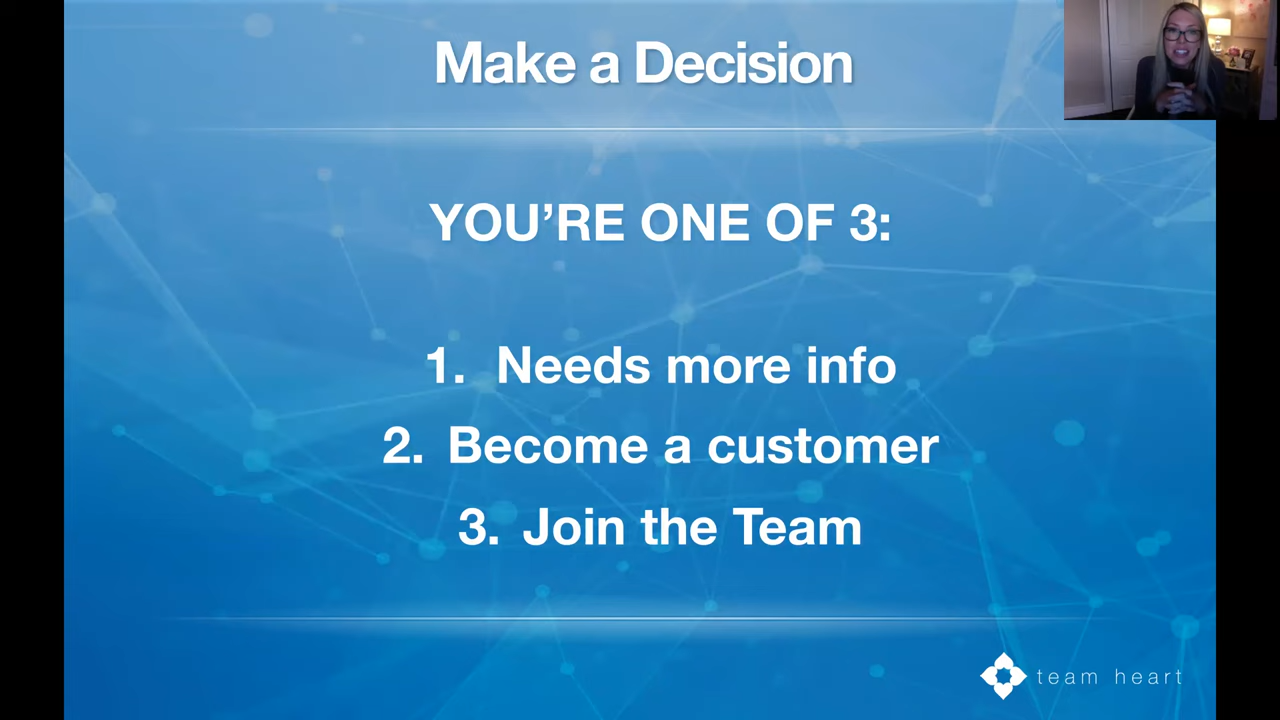 Make a Decision
YOU'RE ONE OF 3:
1. Needs more info
2. Become a customer
3. Join the Team
team heart